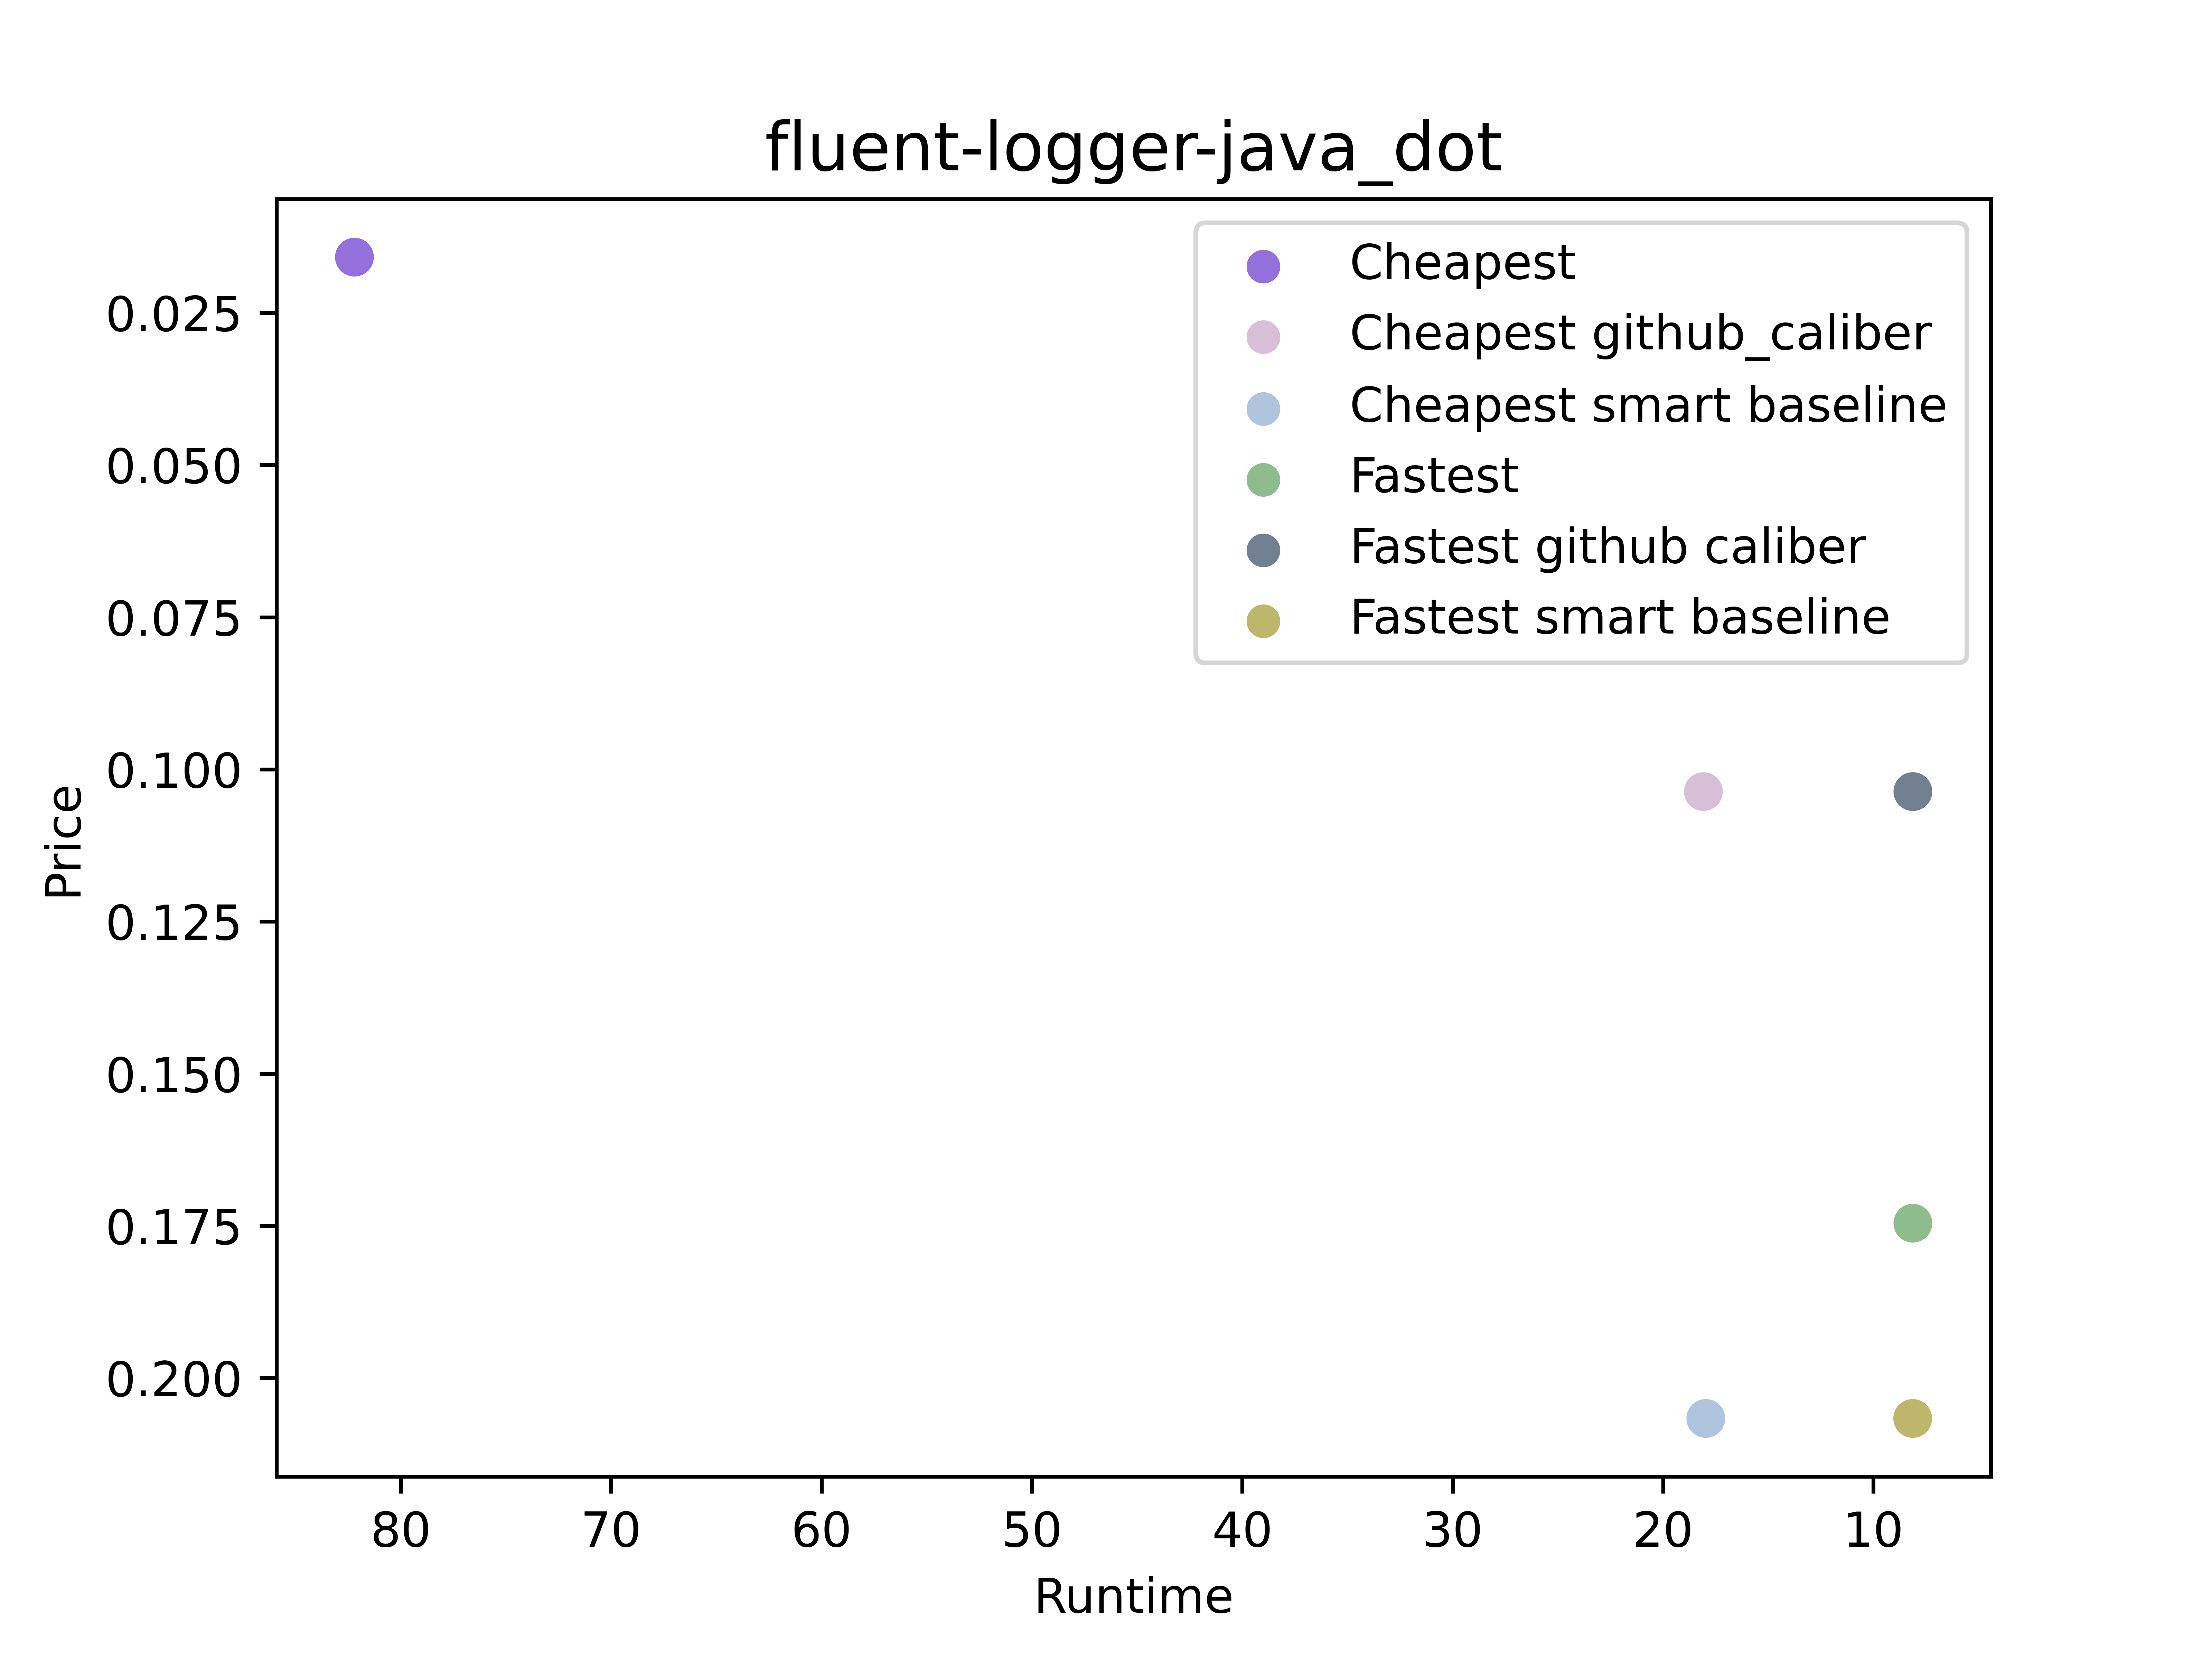 fluent-logger-java_dot
Cheapest
Cheapest github_caliber
Cheapest smart baseline
Fastest
Fastest github caliber
Fastest smart baseline
Price
0.025
0.050
0.075
0.100
0.125
0.150
0.175
0.200
80 70 60 50 40 30 20 10
Runtime